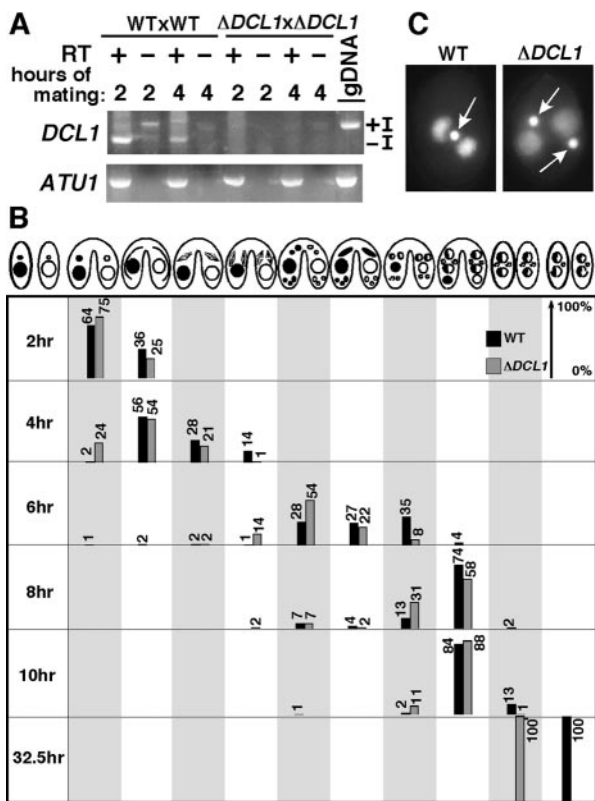 A
WTxWT ΔDCL1xΔDCL1
RT + − + − + − + − gDNA
hours of
mating: 2 2 4 4 2 2 4 4
DCL1
+I
−I
ATU1
C
WT ΔDCL1
B
2hr
64 75 36 25
WT
ΔDCL1
100%
0%
4hr
2 24 56 54 28 21 14 1
6hr
1 2 2 2 1 14 28 54 27 22 35 8 4
8hr
2 7 7 4 2 13 31 74 58 2
10hr
1 2 11 84 88 13 1
32.5hr
100 100